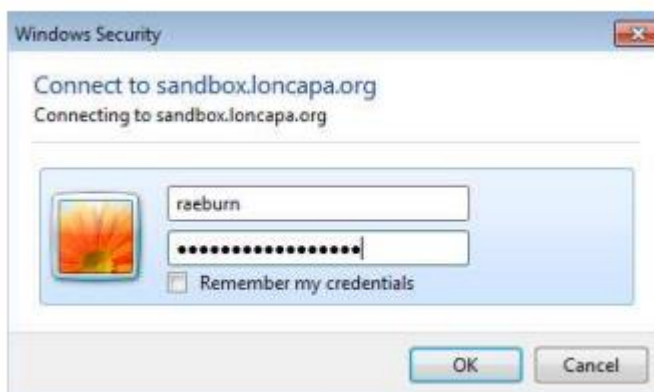 Windows Security
Connect to sandbox.loncapa.org
Connecting to sandbox.loncapa.org
raeburn
●●●●●●●●●●●●●●●●●
Remember my credentials
OK
Cancel